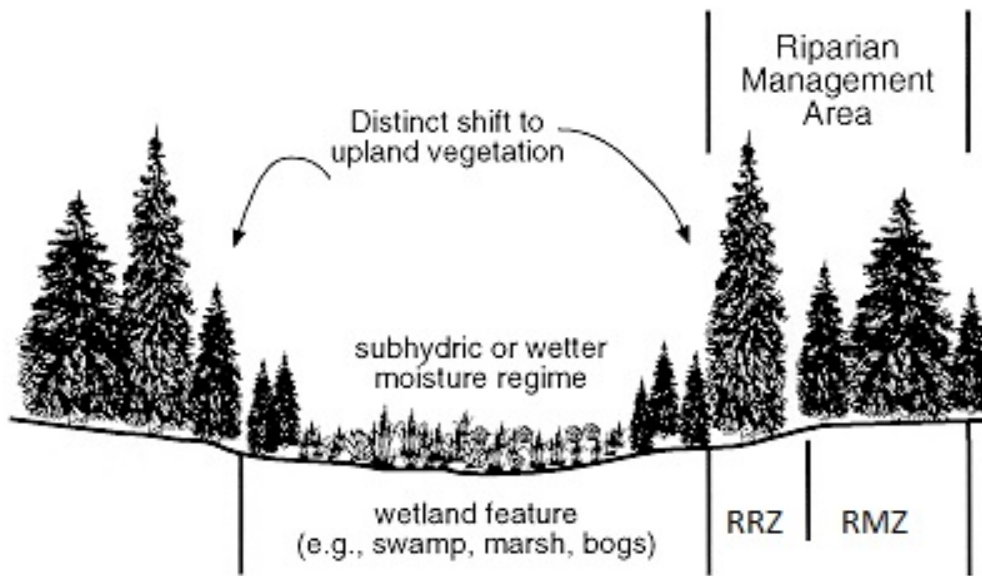 Riparian
Management
Area
Distinct shift to
upland vegetation
subhydric or wetter
moisture regime
wetland feature
(e.g., swamp, marsh, bogs)
RRZ
RMZ